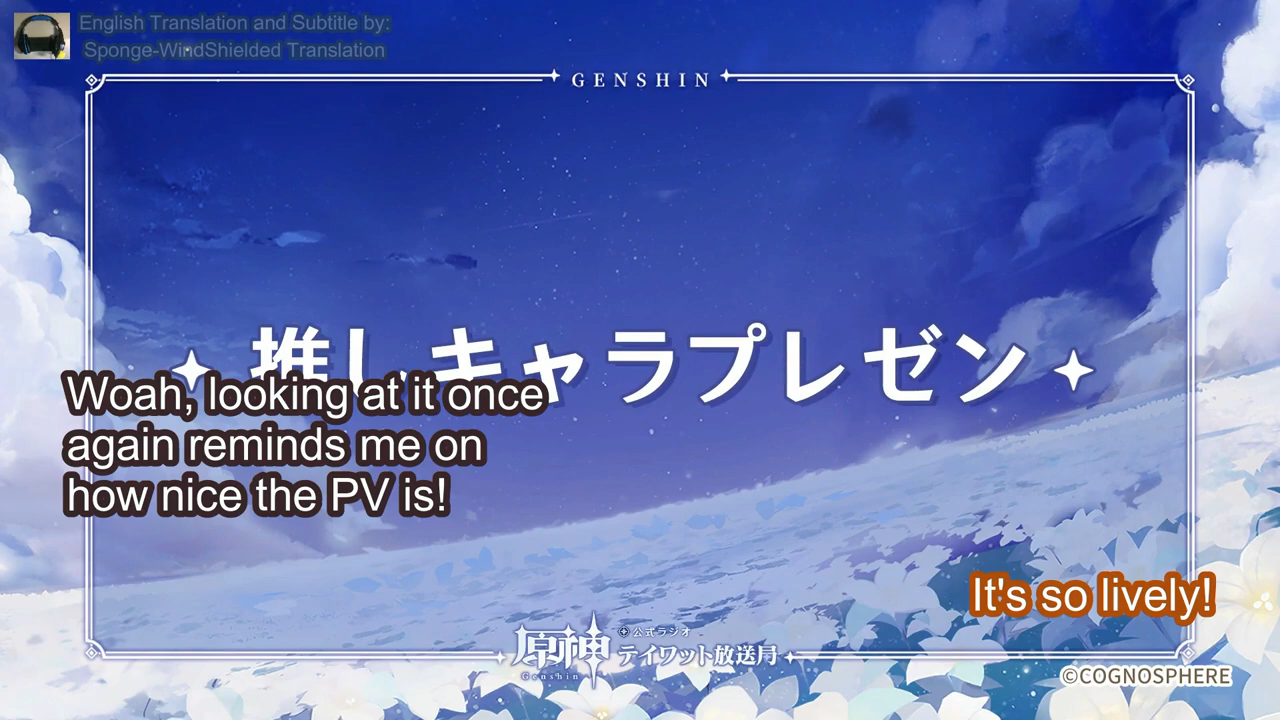 English Translation and Subtitle by:
Sponge-WindShielded Translation
GENSHIN
推しキャラプレゼン
Woah, looking at it once
again reminds me on
how nice the PV is!
It's so lively!
原神
Genshin
公式ラジオ
テイワット放送局
©COGNOSPHERE